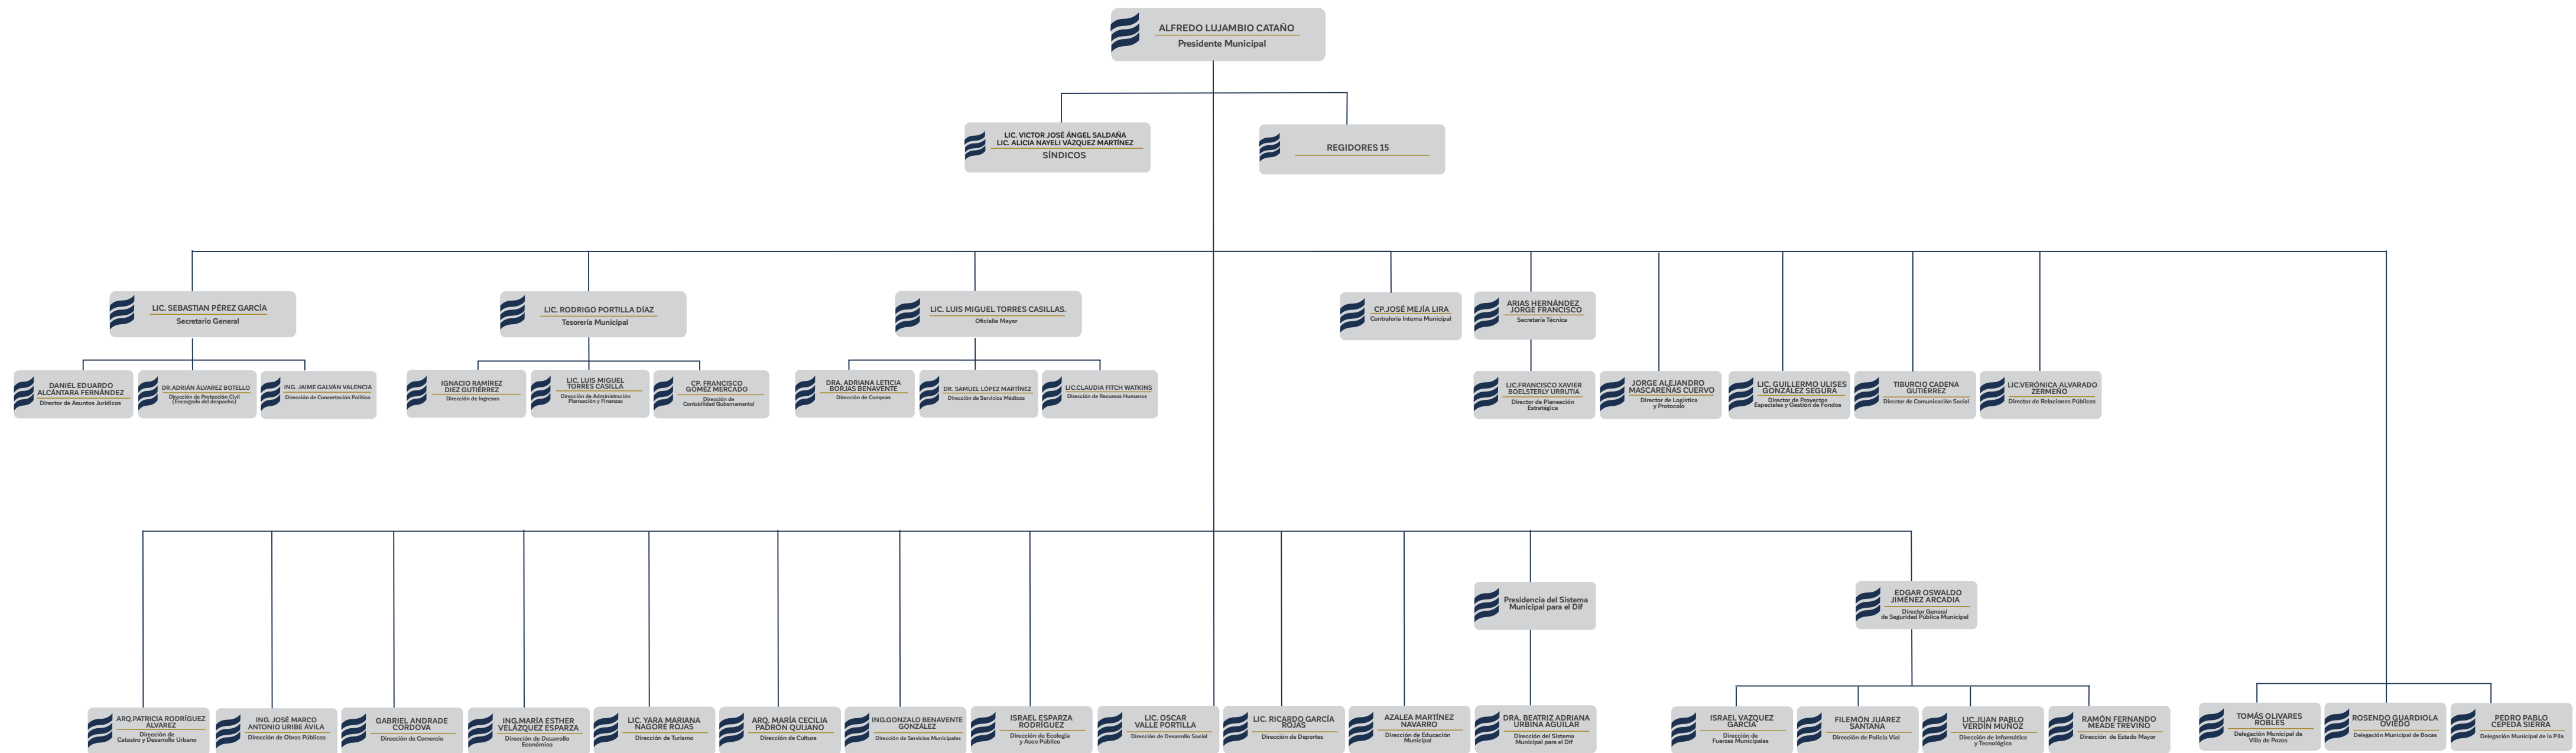 ALFREDO LUJAMBIO CATAÑO
Presidente Municipal
LIC. VICTOR JOSÉ ÁNGEL SALDAÑA
LIC. ALICIA NAYELI VÁZQUEZ MARTÍNEZ
SÍNDICOS
REGIDORES 15
LIC. SEBASTIAN PÉREZ GARCÍA
Secretario General
LIC. RODRIGO PORTILLA DÍAZ
Tesorería Municipal
LIC. LUIS MIGUEL TORRES CASILLAS.
Oficialia Mayor
CP.JOSÉ MEJÍA LIRA
Contraloría Interna Municipal
ARIAS HERNÁNDEZ
JORGE FRANCISCO
Secretaría Técnica
DANIEL EDUARDO
ALCÁNTARA FERNÁNDEZ
Director de Asuntos Jurídicos
DR.ADRIÁN ÁLVAREZ BOTELLO
Dirección de Protección Civil
(Encargado del despacho)
ING. JAIME GALVÁN VALENCIA
Dirección de Concertación Política
IGNACIO RAMÍREZ
DIEZ GUTIÉRREZ
Dirección de Ingresos
LIC. LUIS MIGUEL
TORRES CASILLA
Dirección de Administración
Planeación y Finanzas
CP. FRANCISCO
GOMÉZ MERCADO
Dirección de
Contabilidad Gubernamental
DRA. ADRIANA LETICIA
BORJAS BENAVENTE
Dirección de Compras
DR. SAMUEL LÓPEZ MARTÍNEZ
Dirección de Servicios Médicos
LIC.CLAUDIA FITCH WATKINS
Dirección de Recursos Humanos
LIC.FRANCISCO XAVIER
BOELSTERLY URRUTIA
Director de Planeación
Estratégica
JORGE ALEJANDRO
MASCAREÑAS CUERVO
Director de Logística
y Protocolo
LIC. GUILLERMO ULISES
GONZÁLEZ SEGURA
Director de Proyectos
Especiales y Gestión de Fondos
TIBURCIO CADENA
GUTIÉRREZ
Director de Comunicación Social
LIC.VERÓNICA ALVARADO
ZERMEÑO
Director de Relaciones Públicas
Presidencia del Sistema
Municipal para el Dif
EDGAR OSWALDO
JIMÉNEZ ARCADIA
Director General
de Seguridad Pública Municipal
ARQ.PATRICIA RODRÍGUEZ
ÁLVAREZ
Dirección de
Catastro y Desarrollo Urbano
ING. JOSÉ MARCO
ANTONIO URIBE ÁVILA
Dirección de Obras Públicas
GABRIEL ANDRADE
CÓRDOVA
Dirección de Comercio
ING.MARÍA ESTHER
VELÁZQUEZ ESPARZA
Dirección de Desarrollo
Económico
LIC. YARA MARIANA
NAGORE ROJAS
Dirección de Turismo
ARQ. MARÍA CECILIA
PADRÓN QUIJANO
Dirección de Cultura
ING.GONZALO BENAVENTE
GONZÁLEZ
Dirección de Servicios Municipales
ISRAEL ESPARZA
RODRÍGUEZ
Dirección de Ecología
y Aseo Público
LIC. OSCAR
VALLE PORTILLA
Dirección de Desarrollo Social
LIC. RICARDO GARCÍA
ROJAS
Dirección de Deportes
AZALEA MARTÍNEZ
NAVARRO
Dirección de Educación
Municipal
DRA. BEATRIZ ADRIANA
URBINA AGUILAR
Dirección del Sistema
Municipal para el Dif
ISRAEL VAZQUEZ
GARCÍA
Dirección de
Fuerzas Municipales
FILEMÓN JUÁREZ
SANTANA
Dirección de Policía Vial
LIC.JUAN PABLO
VERDÍN MUÑOZ
Dirección de Informática
y Tecnológica
RAMÓN FERNANDO
MEADE TREVINO
Dirección de Estado Mayor
TOMÁS OLIVARES
ROBLES
Delegación Municipal de
Villa de Pozos
ROSENDO GUARDIOLA
OVIEDO
Delegación Municipal de Bocas
PEDRO PABLO
CEPEDA SIERRA
Delegación Municipal de la Pila